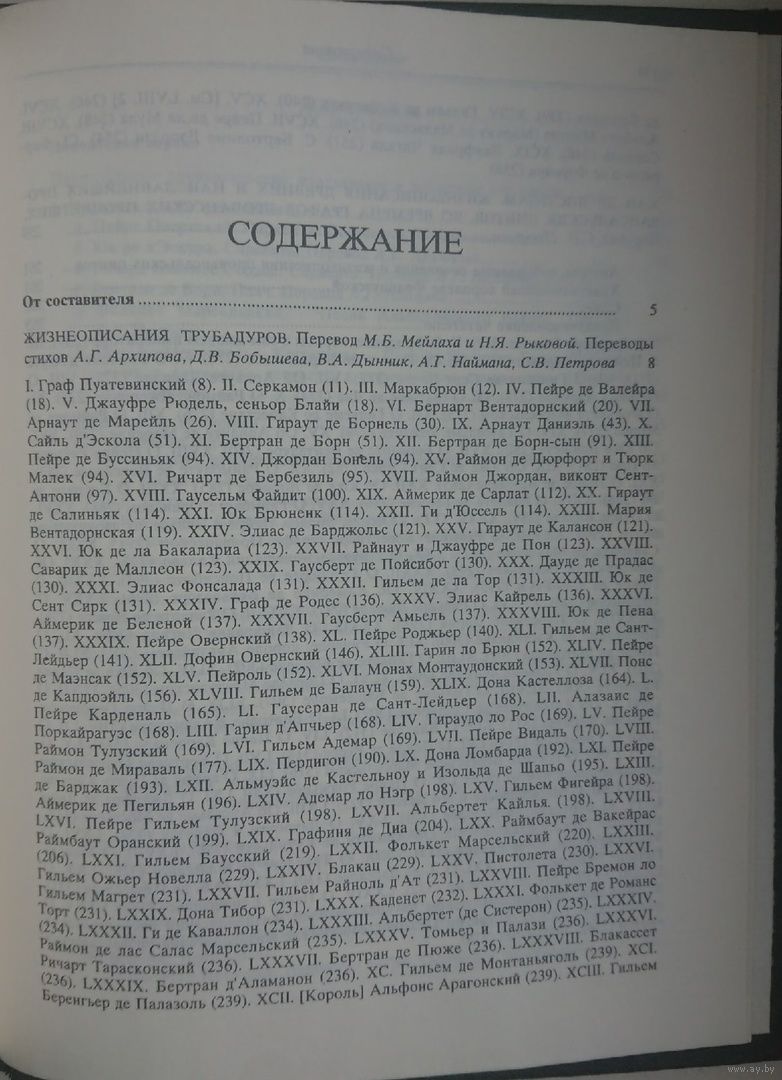 СОДЕРЖАНИЕ
От составителя ........................................................ 5
ЖИЗНЕОПИСАНИЯ ТРУБАДУРОВ. Перевод М.Б. Мейлаха и Н.Я. Рыковой. Переводы
стихов А.Г. Архипова, Д.В. Бобышева, В.А. Дынник, А.Г. Наймана, С.В. Петрова 8
I. Граф Пуатевинский (8). II. Серкамон (11). III. Маркабрюн (12). IV. Пейре де Валейра
(18). V. Джауфре Рюдель, сеньор Блайи (18). VI. Бернарт Вентадорнский (20). VII.
Арнаут де Марейль (26). VIII. Гираут де Борнель (30). IX. Арнаут Даниэль (43). X.
Сайль д'Эскола (51). XI. Бертран де Борн (51). XII. Бертран де Борн-сын (91). XIII.
Пейре де Буссиньяк (94). XIV. Джордан Бонель (94). XV. Раймон де Дюрфорт и Тюрк
Малек (94). XVI. Ричарт де Бербезиль (95). XVII. Раймон Джордан, виконт Сент-
Антони (97). XVIII. Гаусельм Файдит (100). XIX. Аймерик де Сарлат (112). XX. Гираут
де Салиньяк (114). XXI. Юк Брюненк (114). XXII. Ги д'Юссель (114). XXIII. Мария
Вентадорнская (119). XXIV. Элиас де Барджольс (121). XXV. Гираут де Калансон (121).
XXVI. Юк де ла Бакалариа (123). XXVII. Райнаут и Джауфре де Пон (123). XXVIII.
Саварик де Маллеон (123). XXIX. Гаусберт де Пойсибот (130). XXX. Дауде де Прадас
(130). XXXI. Элиас Фонсалада (131). XXXII. Гильем де ла Тор (131). XXXIII. Юк де
Сент Сирк (131). XXXIV. Граф де Родес (136). XXXV. Элиас Кайрель (136). XXXVI.
Аймерик де Беленой (137). XXXVII. Гаусберт Амьель (137). XXXVIII. Юк де Пена
(137). XXXIX. Пейре Овернский (138). XL. Пейре Роджьер (140). XLI. Гильем де Сант-
Лейдьер (141). XLII. Дофин Овернский (146). XLIII. Гарин ло Брюн (152). XLIV. Пейре
де Маэнсак (152). XLV. Пейроль (152). XLVI. Монах Монтаудонский (153). XLVII. Понс
де Капдюэйль (156). XLVIII. Гильем де Балаун (159). XLIX. Дона Кастеллоза (164). L.
Пейре Карденаль (165). LI. Гаусеран де Сант-Лейдьер (168). LII. Алазаис де
Поркайрагуэс (168). LIII. Гарин д'Апчьер (168). LIV. Гираудо ло Рос (169). LV. Пейре
Раймон Тулузский (169). LVI. Гильем Адемар (169). LVII. Пейре Видаль (170). LVIII.
Раймон де Мираваль (177). LIX. Пердигон (190). LX. Дона Ломбарда (192). LXI. Пейре
де Барджак (193). LXII. Альмуэйс де Кастельноу и Изольда де Шапьо (195). LXIII.
Аймерик де Пегильян (196). LXIV. Адемар ло Нэгр (198). LXV. Гильем Фигейра (198).
LXVI. Пейре Гильем Тулузский (198). LXVII. Альбертет Кайлья. (198). LXVIII.
Раймбаут Оранский (199). LXIX. Графиня де Диа (204). LXX. Раймбаут де Вакейрас
(206). LXXI. Гильем Баусский (219). LXXII. Фолькет Марсельский (220). LXXIII.
Гильем Ожьер Новелла (229). LXXIV. Блакац (229). LXXV. Пистолета (230). LXXVI.
Гильем Магрет (231). LXXVII. Гильем Райноль д'Ат (231). LXXVIII. Пейре Бремон ло
Торт (231). LXXIX. Дона Тибор (231). LXXX. Каденет (232). LXXXI. Фолькет де Романс
(234). LXXXII. Ги де Каваллон (234). LXXXIII. Альбертет (де Систерон) (235). LXXXIV.
Раймон де лас Салас Марсельский (235). LXXXV. Томьер и Палази (236). LXXXVI.
Ричарт Тарасконский (236). LXXXVII. Бертран де Пюже (236). LXXXVIII. Блакассет
(236). LXXXIX. Бертран д'Аламанон (236). XC. Гильем де Монтаньяголь (239). XCI.
Беренгьер де Палазоль (239). XCII. [Король] Альфонс Арагонский (239). XCIII. Гильем
www.ay.by